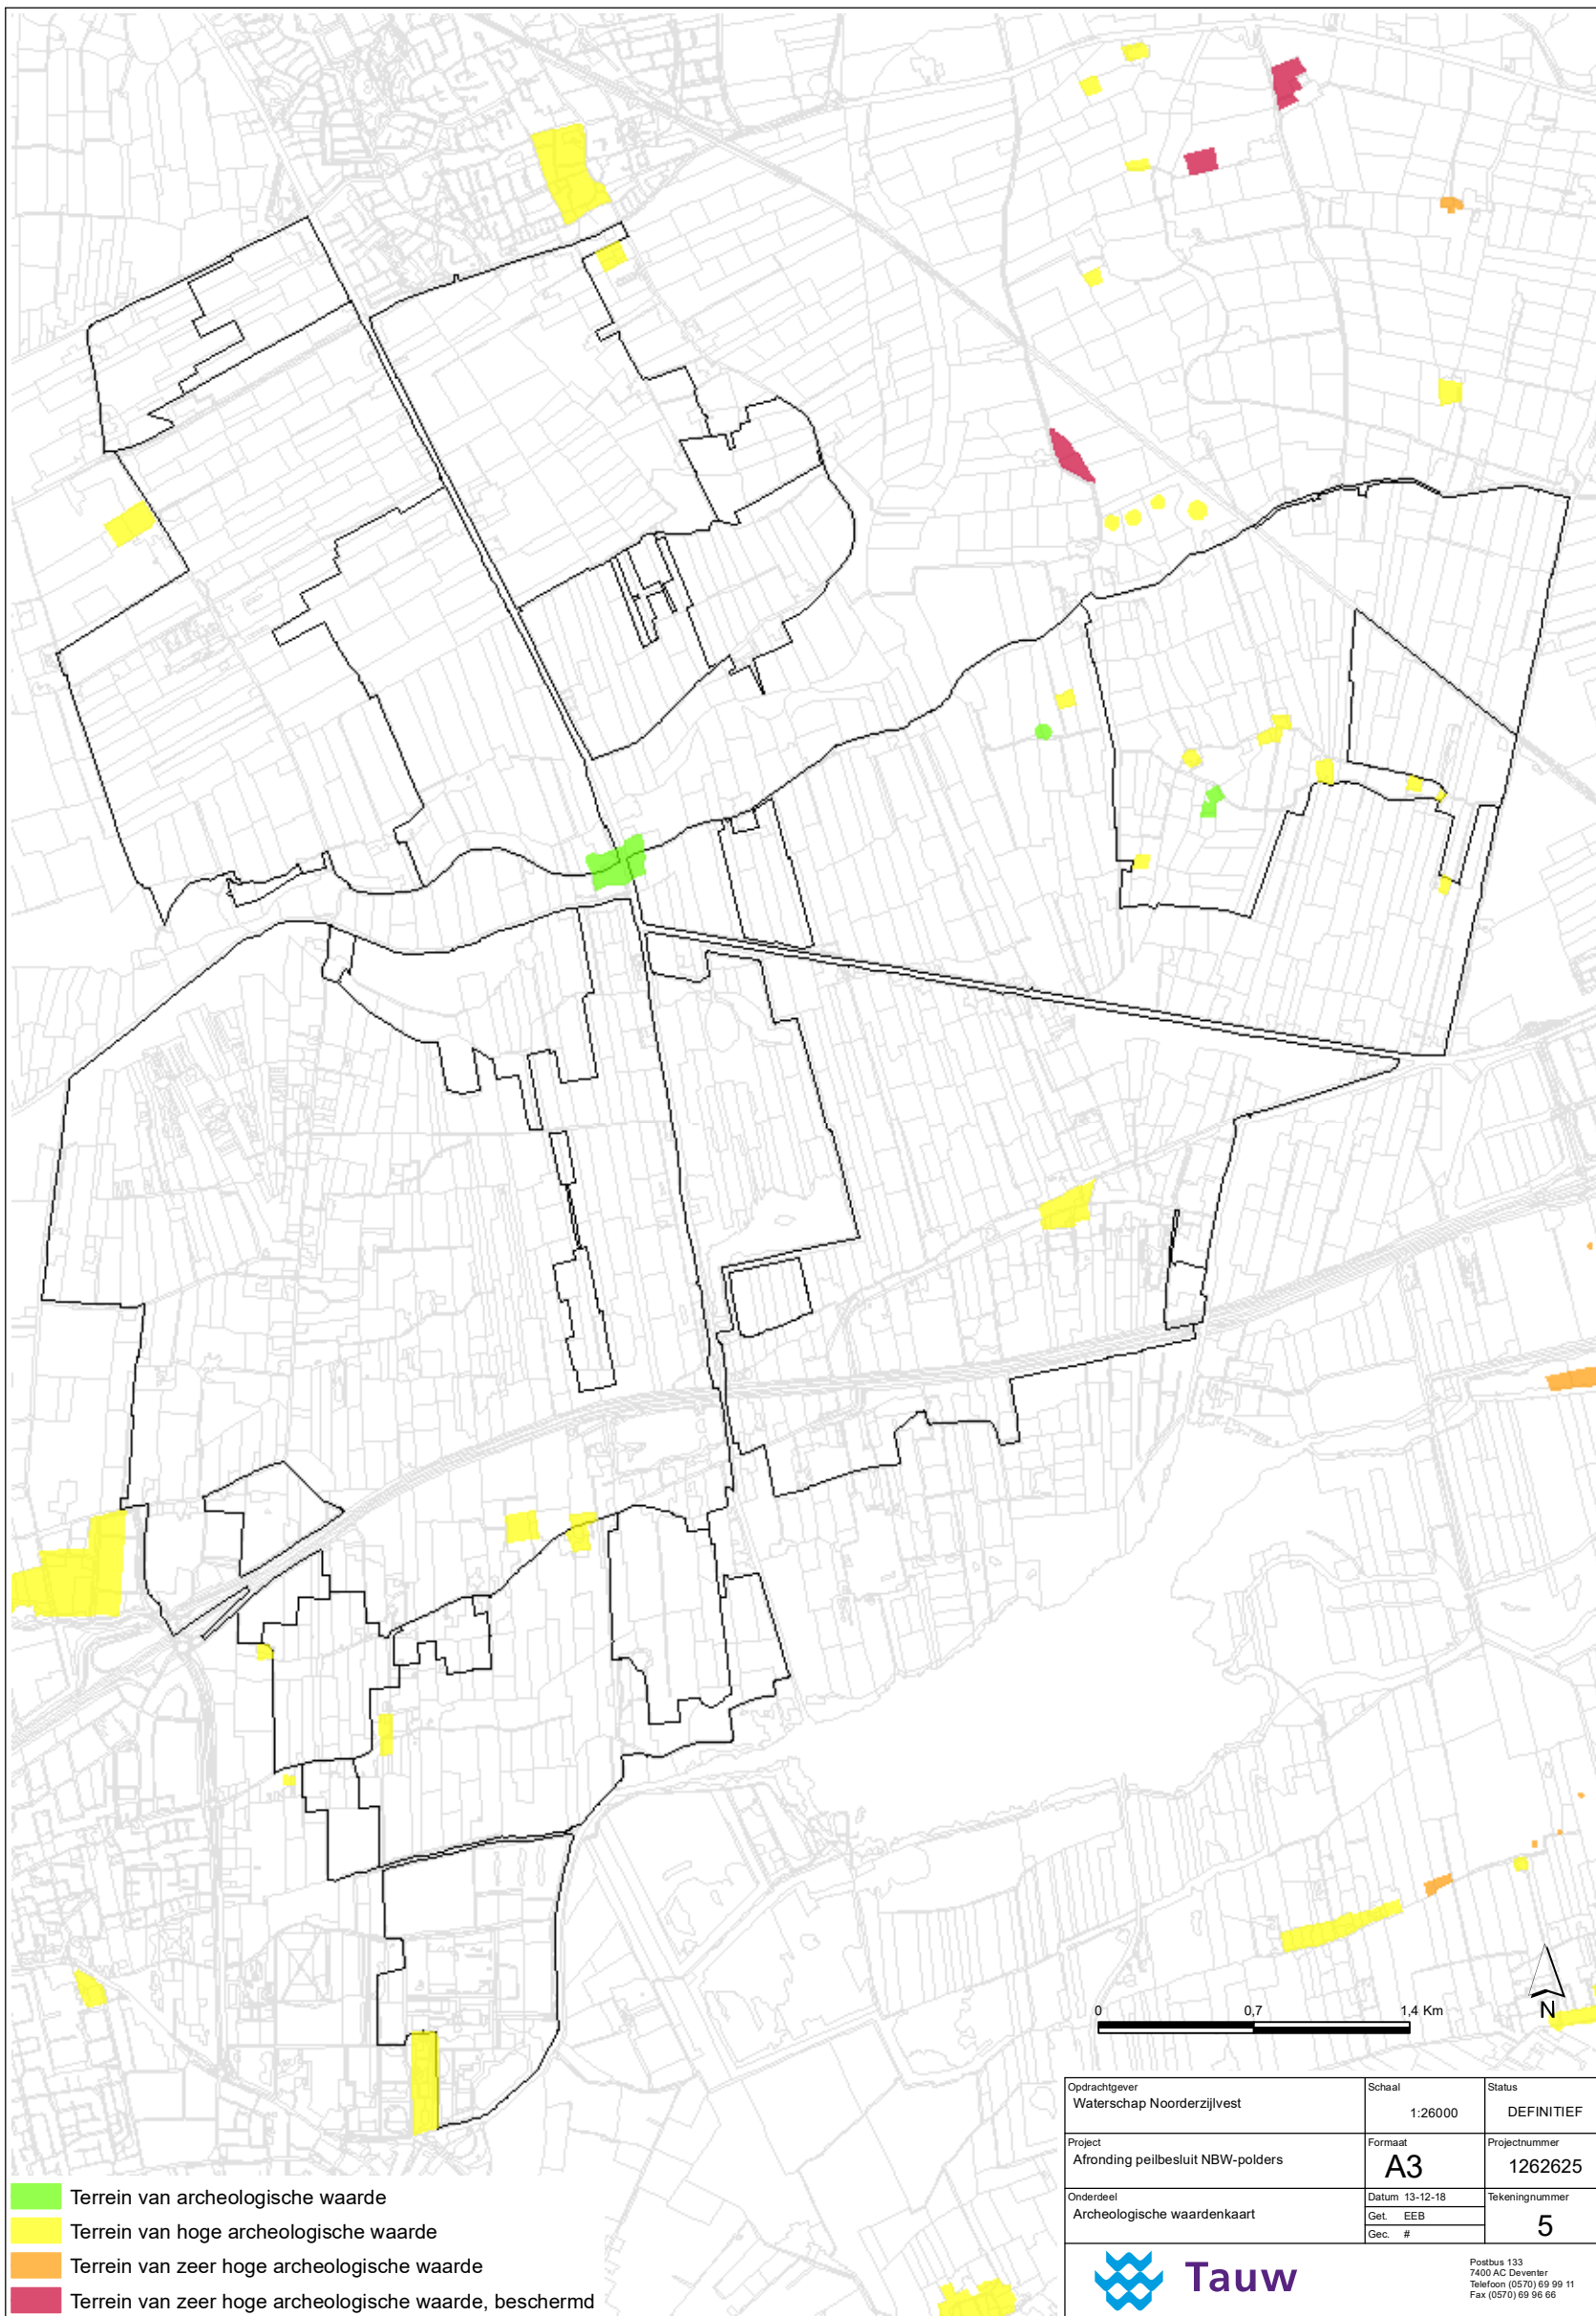 0 0,7 1,4 Km
N
Opdrachtgever
Waterschap Noorderzijlvest
Schaal
1:26000
Status
DEFINITIEF
Project
Afronding peilbesluit NBW-polders
Formaat
A3
Projectnummer
1262625
Onderdeel
Archeologische waardenkaart
Datum 13-12-18
Get. EEB
Gec. #
Tekeningnummer
5
Tauw
Postbus 133
7400 AC Deventer
Telefoon (0570) 69 99 11
Fax (0570) 69 96 66
Terrein van archeologische waarde
Terrein van hoge archeologische waarde
Terrein van zeer hoge archeologische waarde
Terrein van zeer hoge archeologische waarde, beschermd